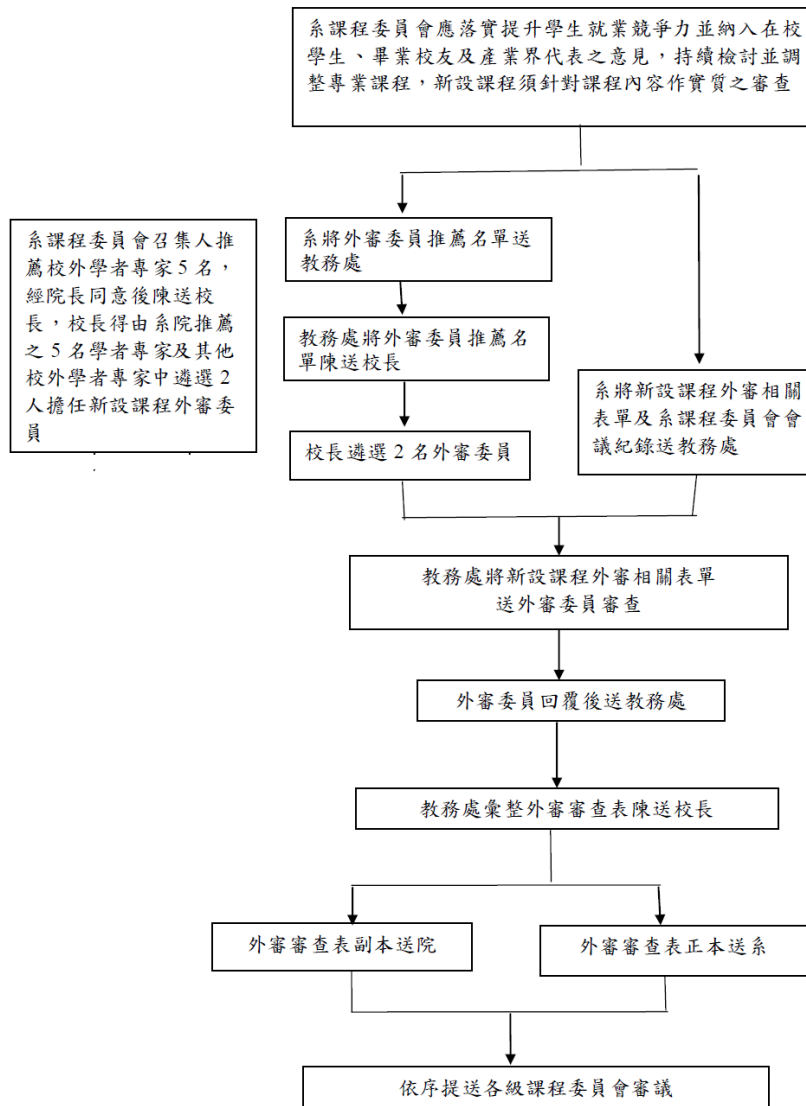 系課程委員會應落實提升學生就業競爭力並納入在校
學生、畢業校友及產業界代表之意見，持續檢討並調
整專業課程，新設課程須針對課程內容作實質之審查
系課程委員會召集人推
薦校外學者專家5名，
經院長同意後陳送校
長，校長得由系院推薦
之5名學者專家及其他
校外學者專家中遴選2
人擔任新設課程外審委
員
系將外審委員推薦名單送
教務處
教務處將外審委員推薦名
單陳送校長
校長遴選2名外審委員
系將新設課程外審相關
表單及系課程委員會會
議紀錄送教務處
教務處將新設課程外審相關表單
送外審委員審查
外審委員回覆後送教務處
教務處彙整外審審查表陳送校長
外審審查表副本送院
外審審查表正本送系
依序提送各級課程委員會審議